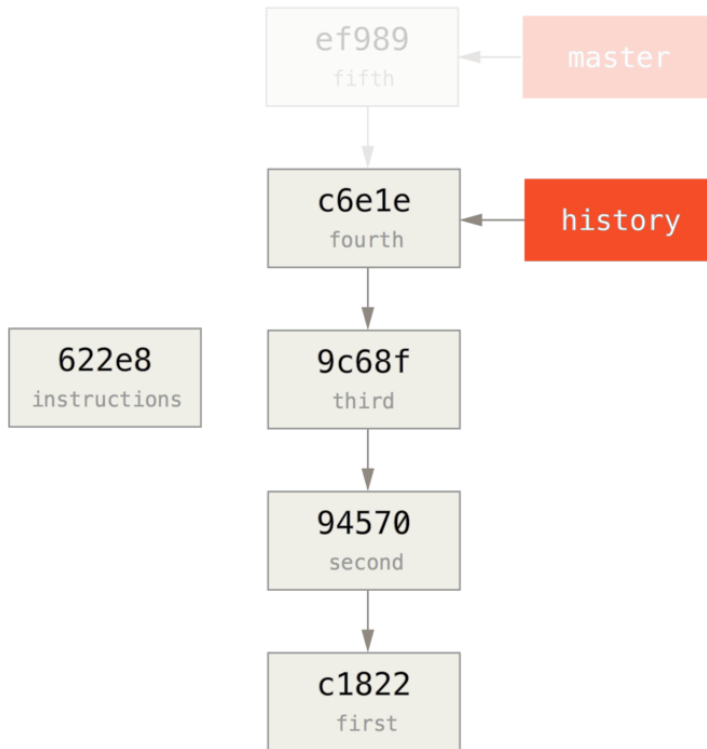 ef989
fifth
master
c6e1e
fourth
history
622e8
instructions
9c68f
third
94570
second
c1822
first